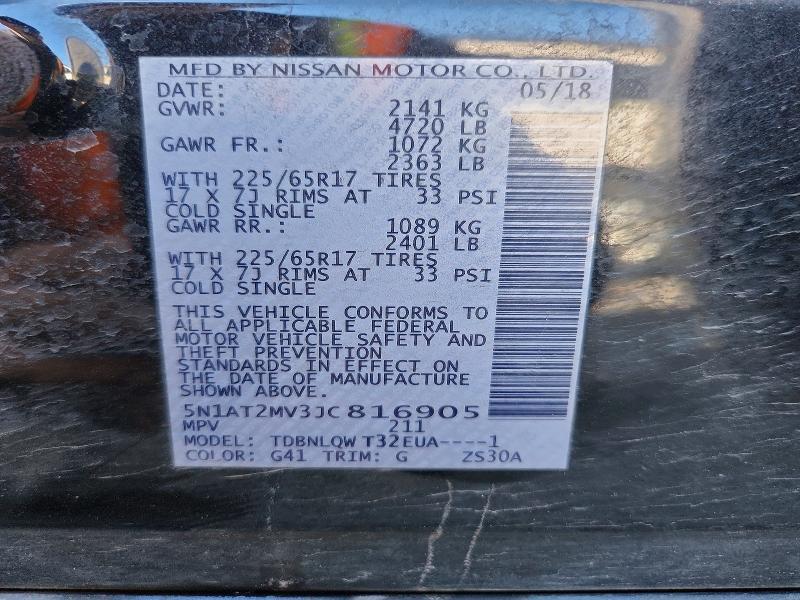 MFD BY NISSAN MOTOR CO., LTD.
DATE: 05/18
GVWR: 2141 KG
4720 LB
GAWR FR.: 1072 KG
2363 LB
WITH 225/65R17 TIRES
17 X 7J RIMS AT 33 PSI
COLD SINGLE
GAWR RR.: 1089 KG
2401 LB
WITH 225/65R17 TIRES
17 X 7J RIMS AT 33 PSI
COLD SINGLE
THIS VEHICLE CONFORMS TO
ALL APPLICABLE FEDERAL
MOTOR VEHICLE SAFETY AND
THEFT PREVENTION
STANDARDS IN EFFECT ON
THE DATE OF MANUFACTURE
SHOWN ABOVE.
5N1AT2MV3JC816905
MPV 211
MODEL: TDBNLQW T32EUA----1
COLOR: G41 TRIM: G ZS30A